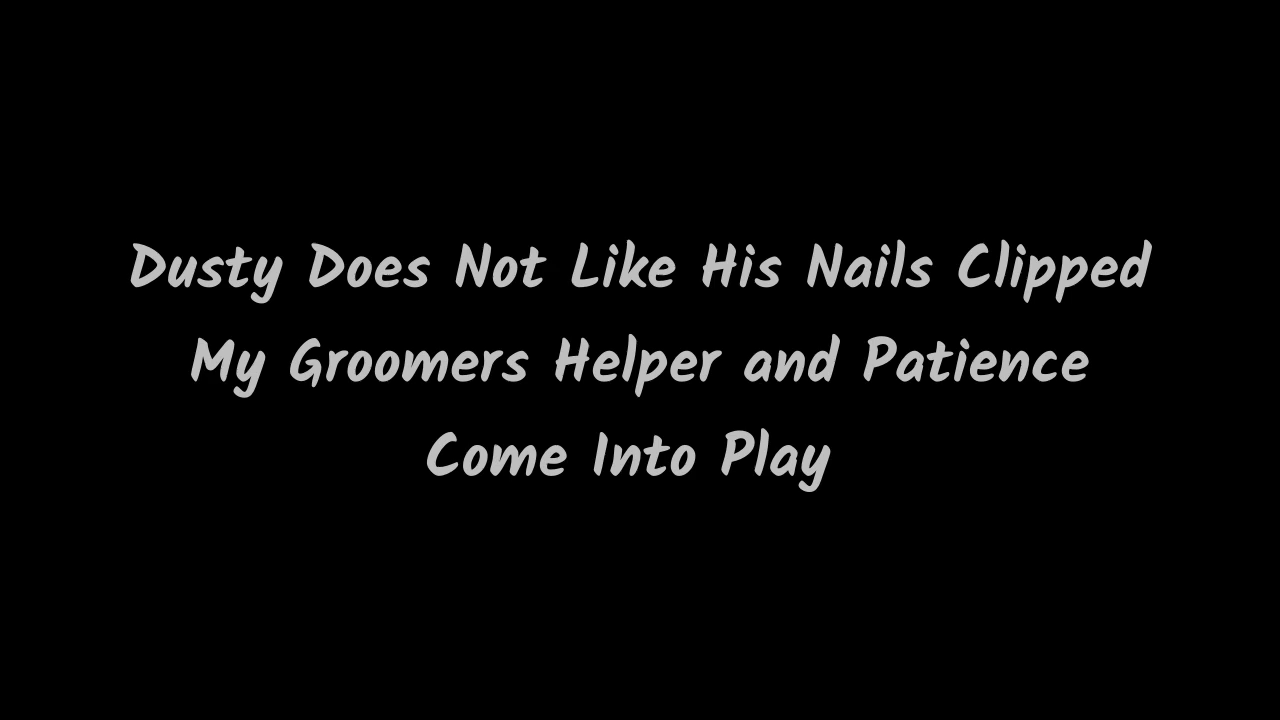 Dusty Does Not Like His Nails Clipped
My Groomers Helper and Patience
Come Into Play